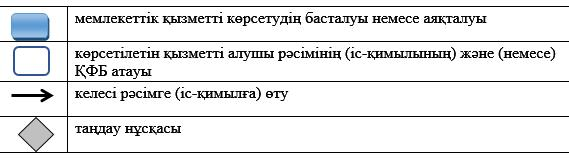 мемлекеттік қызметті көрсетудің басталуы немесе аяқталуы
көрсетілетін қызметті алушы рәсімінің (іс-қимылының) және (немесе)
ҚФБ атауы
келесі рәсімге (іс-қимылға) өту
таңдау нұсқасы